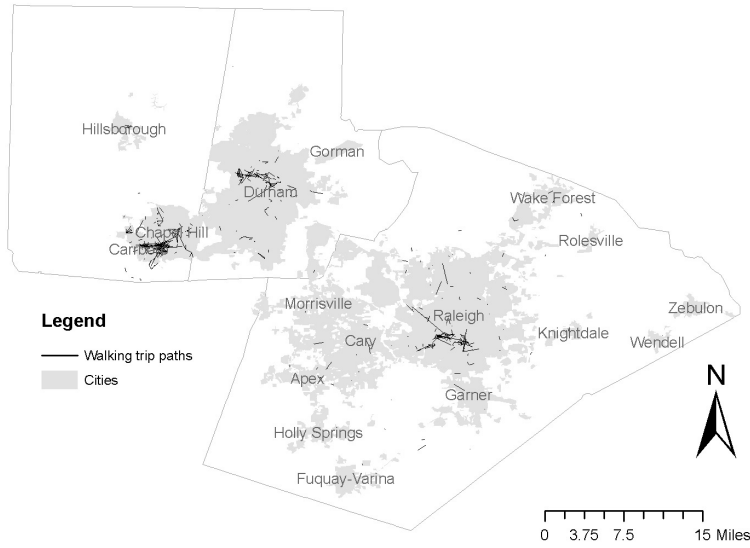 Hillsborough
Gorman
Durham
Wake Forest
Chapel Hill
Rolesville
Morrisville
Zebulon
Raleigh
Legend
Knightdale
Cary
Wendell
Walking trip paths
Apex
Cities
N
Garner
Holly Springs
Fuquay-Varina
0 3.75 7.5 15 Miles